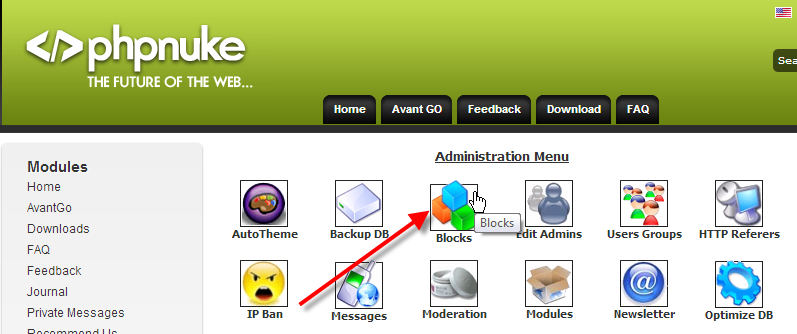 </>phpnuke
THE FUTURE OF THE WEB...
Sea
Home Avant GO Feedback Download FAQ
Modules
Home
AvantGo
Downloads
FAQ
Feedback
Journal
Private Messages
Recommend Us
Administration Menu
AutoTheme Backup DB Blocks Edit Admins Users Groups HTTP Referers
Blocks
IP Ban Messages Moderation Modules Newsletter Optimize DB